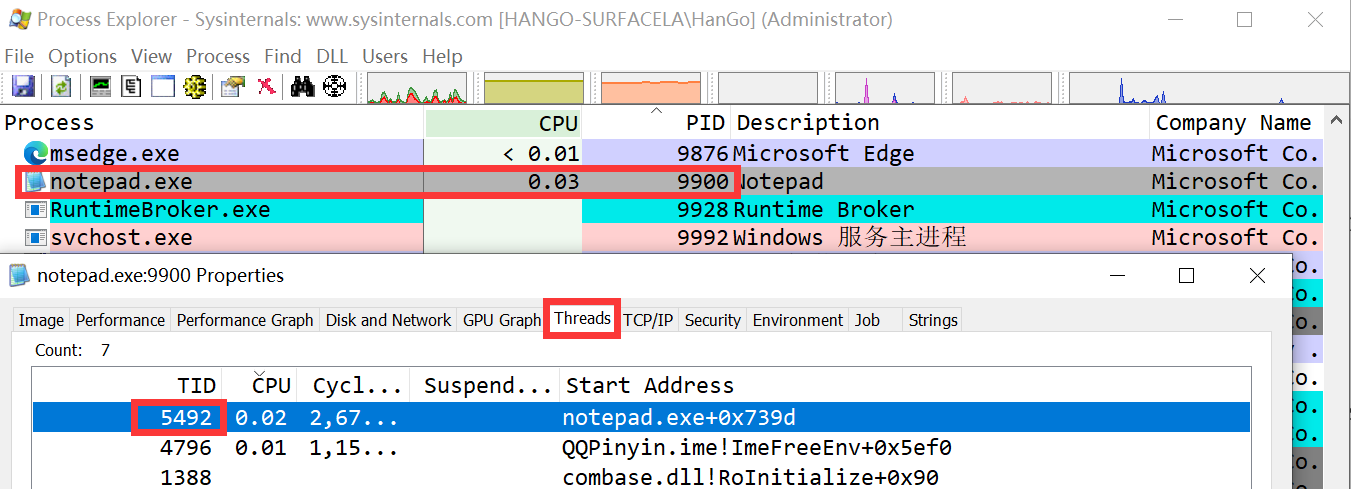 Process Explorer - Sysinternals: www.sysinternals.com [HANGO-SURFACELA\HanGo] (Administrator)
File Options View Process Find DLL Users Help
Process CPU PID Description Company Name
msedge.exe < 0.01 9876 Microsoft Edge Microsoft Co.
notepad.exe 0.03 9900 Notepad Microsoft Co.
RuntimeBroker.exe 9928 Runtime Broker Microsoft Co.
svchost.exe 9992 Windows 服务主进程 Microsoft Co.
notepad.exe:9900 Properties
Image Performance Performance Graph Disk and Network GPU Graph Threads TCP/IP Security Environment Job Strings
Count: 7
TID CPU Cycl... Suspend... Start Address
5492 0.02 2,67... notepad.exe+0x739d
4796 0.01 1,15... QQPinyin.ime!ImeFreeEnv+0x5ef0
1388 combase.dll!RoInitialize+0x90